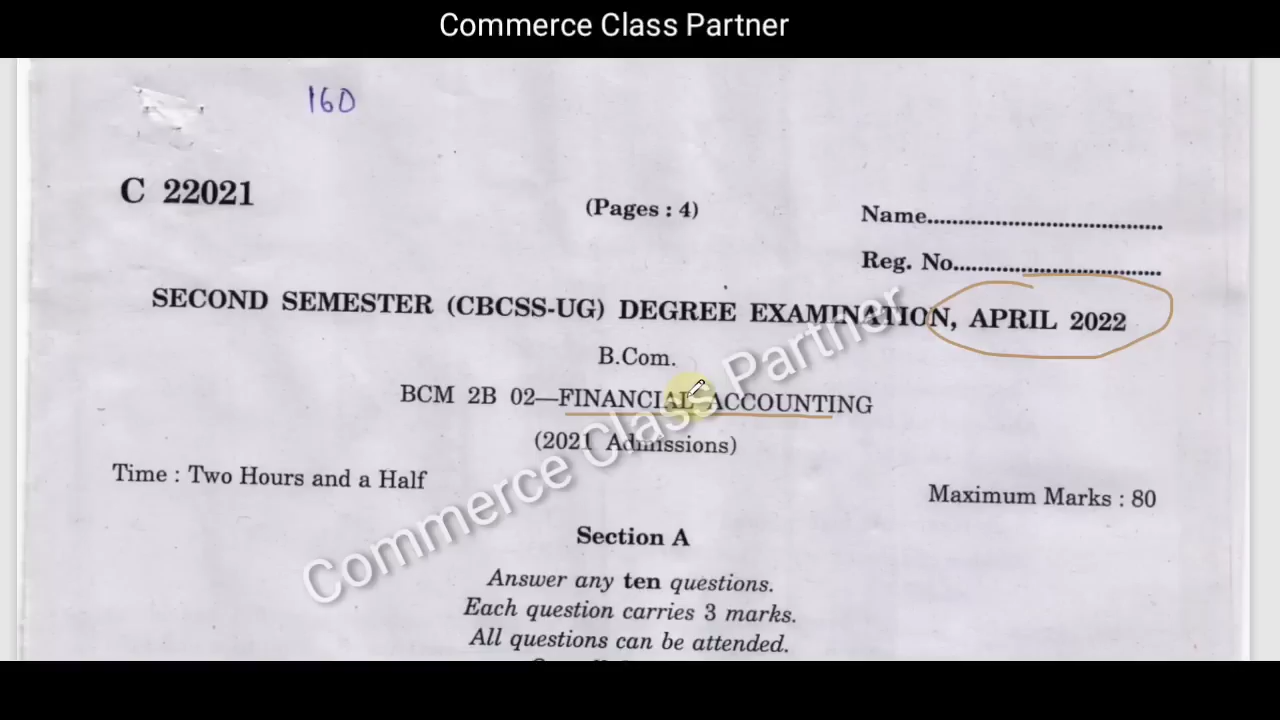 Commerce Class Partner
160
C 22021
(Pages : 4)
Name......................................
Reg. No..................................
SECOND SEMESTER (CBCSS-UG) DEGREE EXAMINATION, APRIL 2022
B.Com.
BCM 2B 02—FINANCIAL ACCOUNTING
(2021 Admissions)
Time : Two Hours and a Half
Maximum Marks : 80
Section A
Answer any ten questions.
Each question carries 3 marks.
All questions can be attended.
Commerce Class Partner